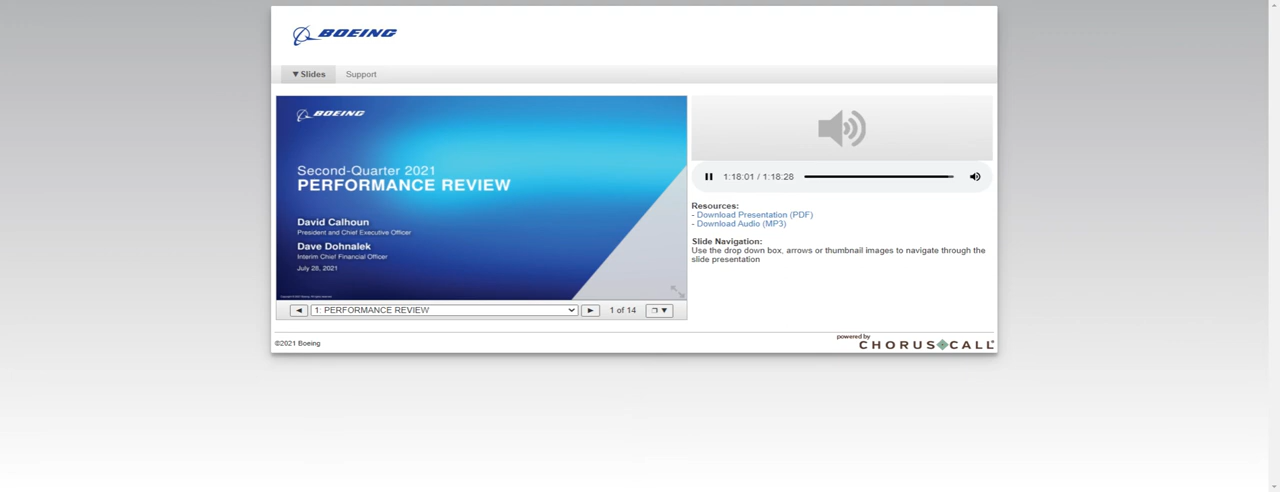 BOEING
▼Slides Support
BOEING
Second-Quarter 2021
PERFORMANCE REVIEW
David Calhoun
President and Chief Executive Officer
Dave Dohnalek
Interim Chief Financial Officer
July 28, 2021
1: PERFORMANCE REVIEW
1 of 14
1:18:01 / 1:18:28
Resources:
- Download Presentation (PDF)
- Download Audio (MP3)
Slide Navigation:
Use the drop down box, arrows or thumbnail images to navigate through the
slide presentation
©2021 Boeing
powered by
CHORUS CALL